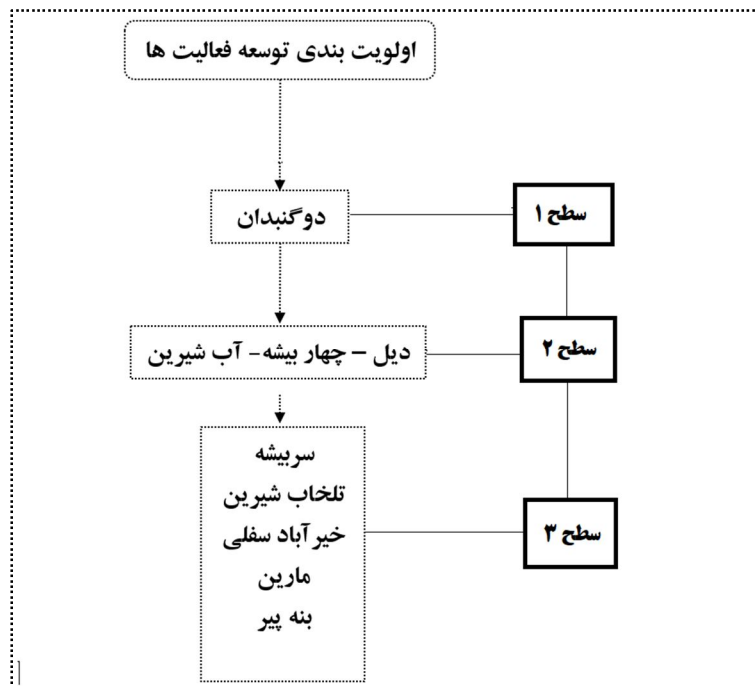 اولویت بندی توسعه فعالیت ها
دوگنبدان
سطح ۱
دیل – چهار بیشه- آب شیرین
سطح ۲
سربیشه
تلخاب شیرین
خیرآباد سفلی
مارین
بنه پیر
سطح ۳